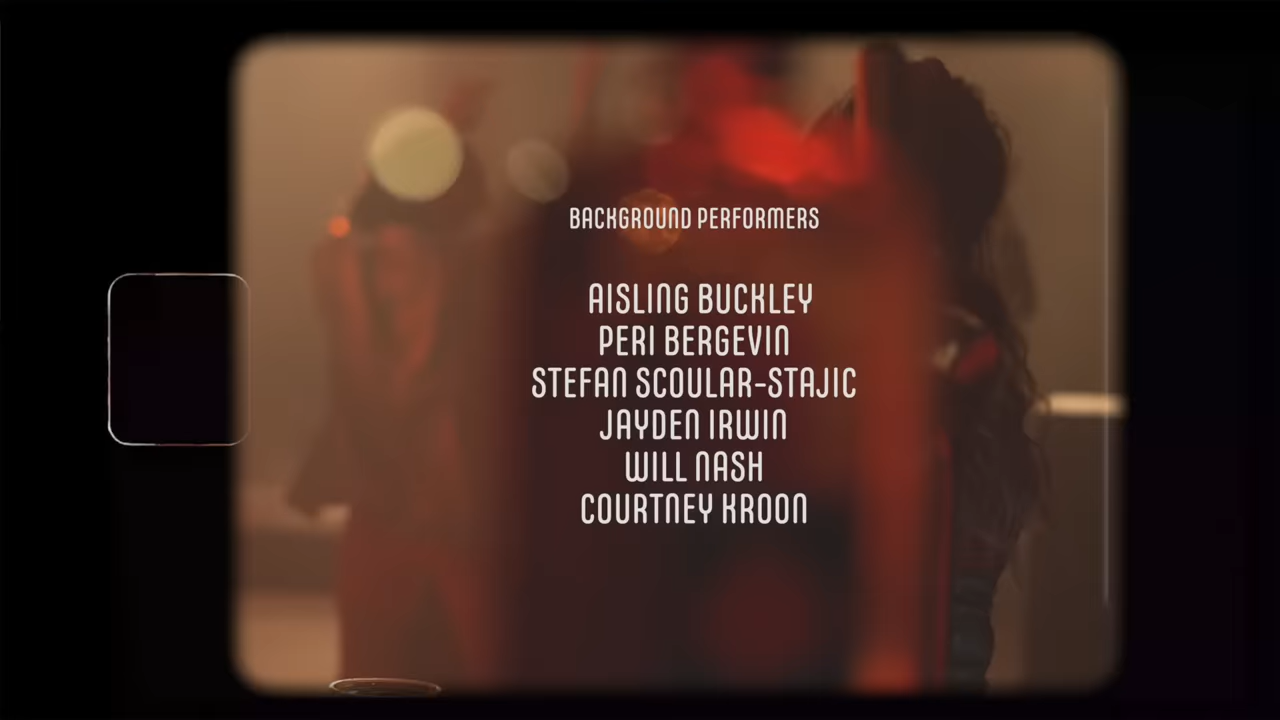 BACKGROUND PERFORMERS
AISLING BUCKLEY
PERI BERGEVIN
STEFAN SCOULAR-STAJIC
JAYDEN IRWIN
WILL NASH
COURTNEY KROON